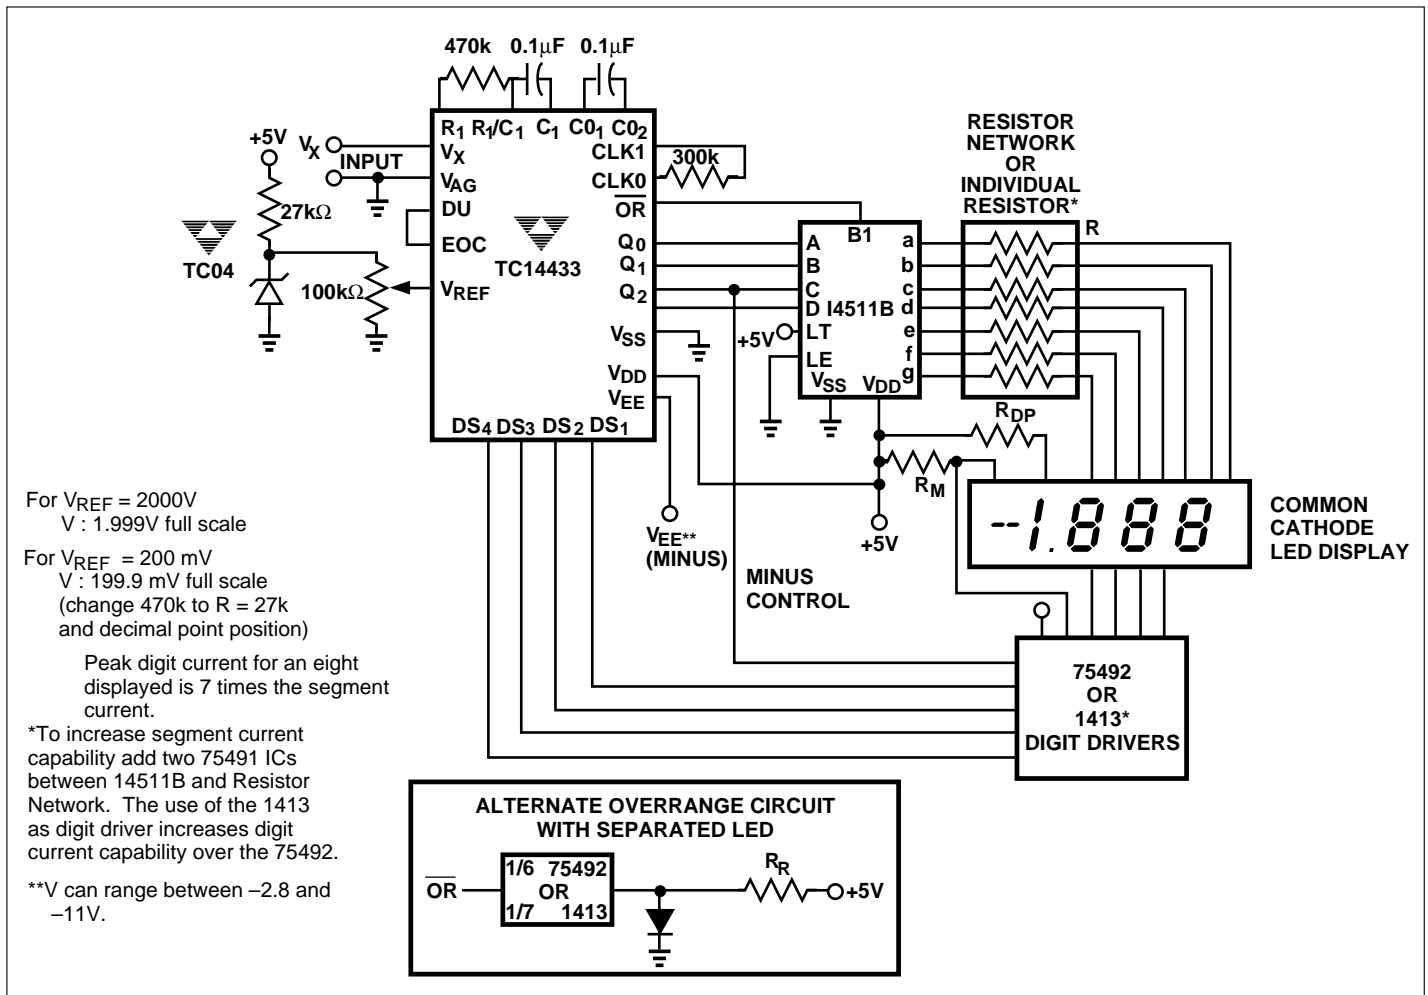 470k 0.1µF 0.1µF
R1 R1/C1 C1 C01 C02
+5V
VX
INPUT
VX
VAG
DU
EOC
VREF
27kΩ
TC04
100kΩ
TC14433
CLK1
CLK0
300k
OR
Q0
Q1
Q2
VSS
VDD
VEE
DS4 DS3 DS2 DS1
VEE**
(MINUS)
B1
A
B
C
D
I4511B
LT
LE
VSS VDD
+5V
a
b
c
d
e
f
g
RESISTOR
NETWORK
OR
INDIVIDUAL
RESISTOR*
R
RDP
RM
+5V
-1.888
COMMON
CATHODE
LED DISPLAY
MINUS
CONTROL
75492
OR
1413*
DIGIT DRIVERS
For VREF = 2000V
V : 1.999V full scale
For VREF = 200 mV
V : 199.9 mV full scale
(change 470k to R = 27k
and decimal point position)
Peak digit current for an eight
displayed is 7 times the segment
current.
*To increase segment current
capability add two 75491 ICs
between 14511B and Resistor
Network. The use of the 1413
as digit driver increases digit
current capability over the 75492.
**V can range between –2.8 and
–11V.
ALTERNATE OVERRANGE CIRCUIT
WITH SEPARATED LED
OR
1/6 75492
OR
1/7 1413
RR
+5V